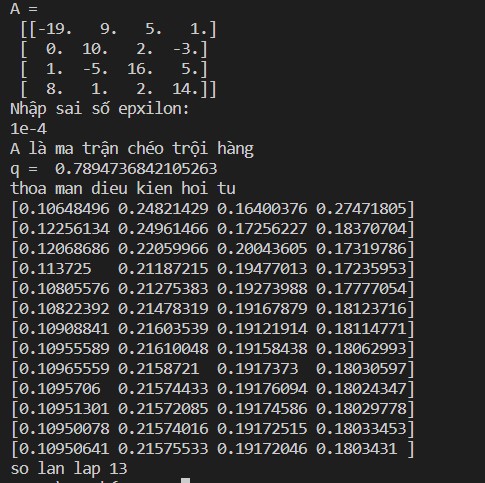 A =
[[-19. 9. 5. 1.]
[ 0. 10. 2. -3.]
[ 1. -5. 16. 5.]
[ 8. 1. 2. 14.]]
Nhập sai số epxilon:
1e-4
A là ma trận chéo trội hàng
q = 0.7894736842105263
thoa man dieu kien hoi tu
[0.10648496 0.24821429 0.16400376 0.27471805]
[0.12256134 0.24961466 0.17256227 0.18370704]
[0.12068686 0.22059966 0.20043605 0.17319786]
[0.113725 0.21187215 0.19477013 0.17235953]
[0.10805576 0.21275383 0.19273988 0.17777054]
[0.10822392 0.21478319 0.19167879 0.18123716]
[0.10908841 0.21603539 0.19121914 0.18114771]
[0.10955589 0.21610048 0.19158438 0.18062993]
[0.10965559 0.2158721 0.1917373 0.18030597]
[0.1095706 0.21574433 0.19176094 0.18024347]
[0.10951301 0.21572085 0.19174586 0.18029778]
[0.10950078 0.21574016 0.19172515 0.18033453]
[0.10950641 0.21575533 0.19172046 0.1803431 ]
so lan lap 13